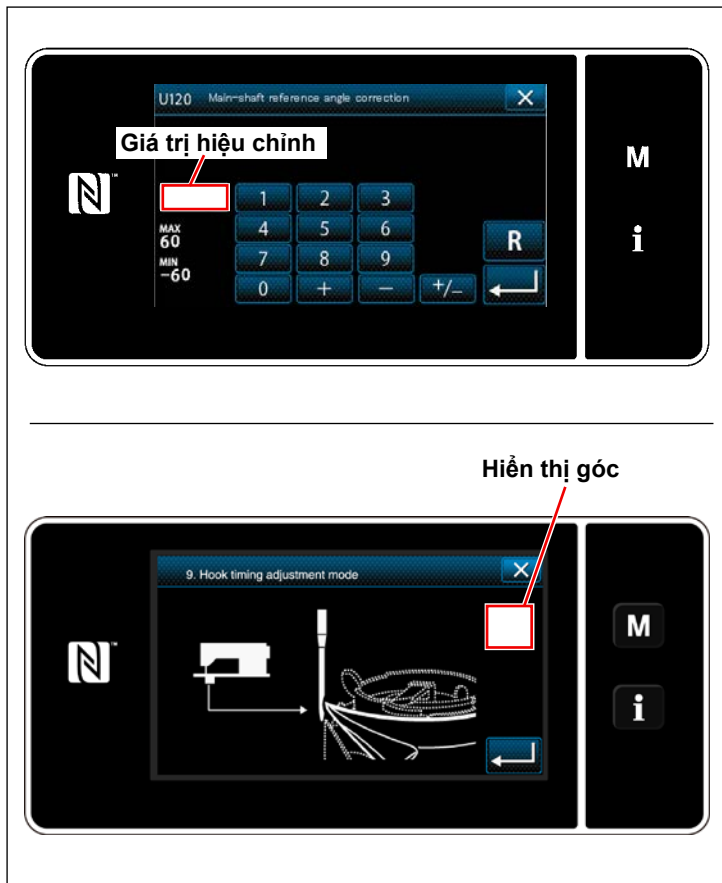 U120 Main-shaft reference angle correction
Giá trị hiệu chỉnh
1 2 3
MAX
60
4 5 6
MIN
-60
7 8 9
R
0 + − +/−
M
i
Hiển thị góc
9. Hook timing adjustment mode
M
i